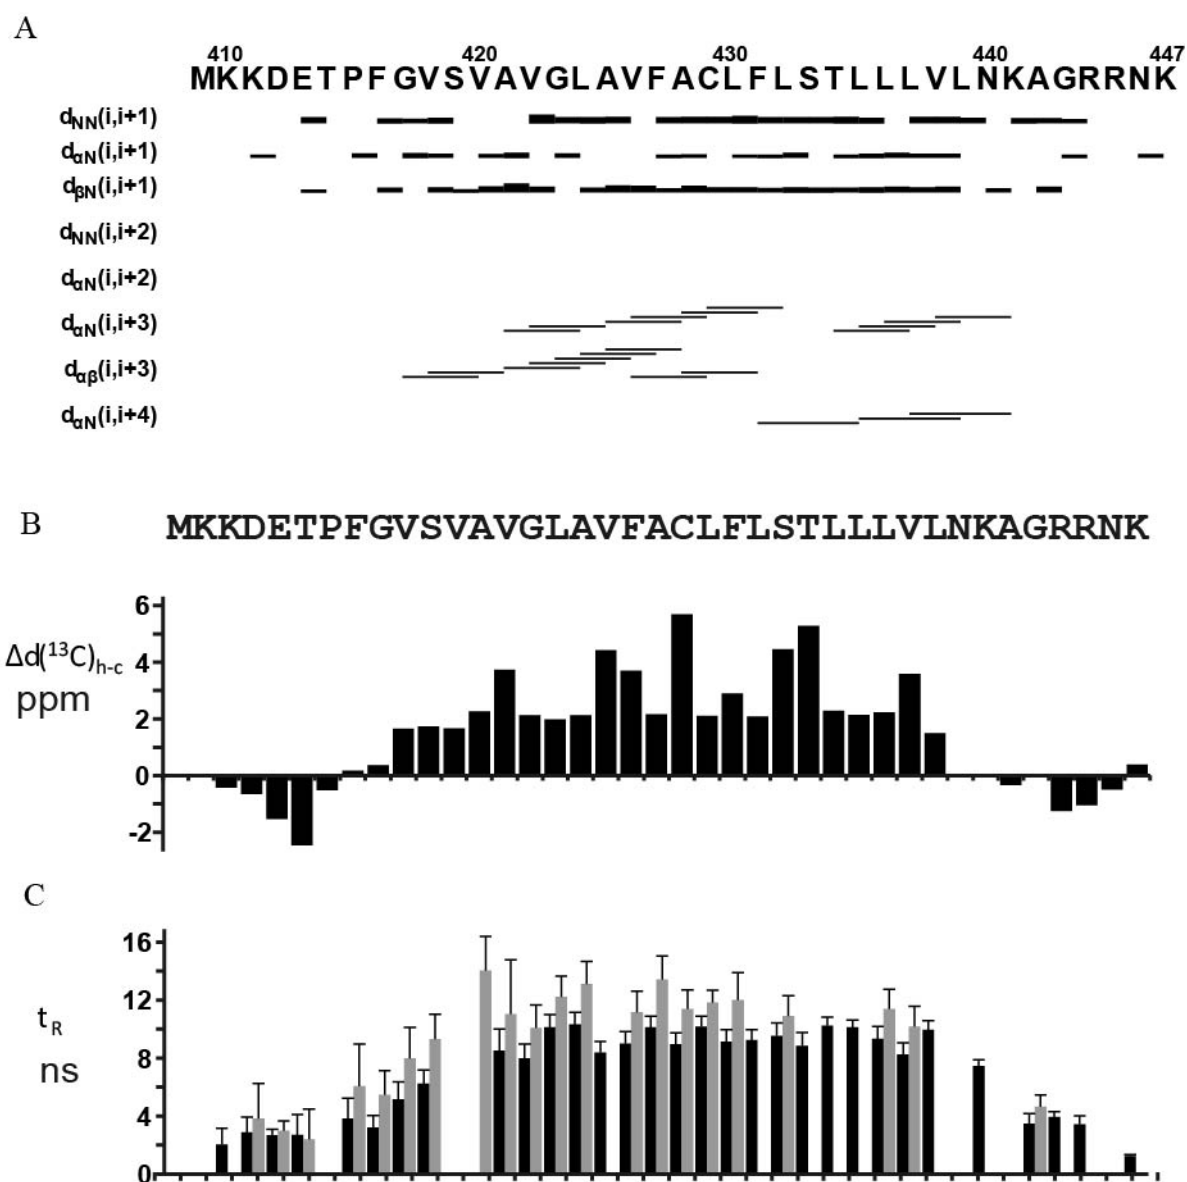 A
410 420 430 440 447
MKKDETPFGVSVAVGLAVFACLFLSTLLLVLNKAGRRNK
dNN(i,i+1)
dαN(i,i+1)
dβN(i,i+1)
dNN(i,i+2)
dαN(i,i+2)
dαN(i,i+3)
dαβ(i,i+3)
dαN(i,i+4)
B
MKKDETPFGVSVAVGLAVFACLFLSTLLLVLNKAGRRNK
6
Δd(¹³C)h-c 4
ppm
2
0
-2
C
16
12
tR
ns
8
4
0